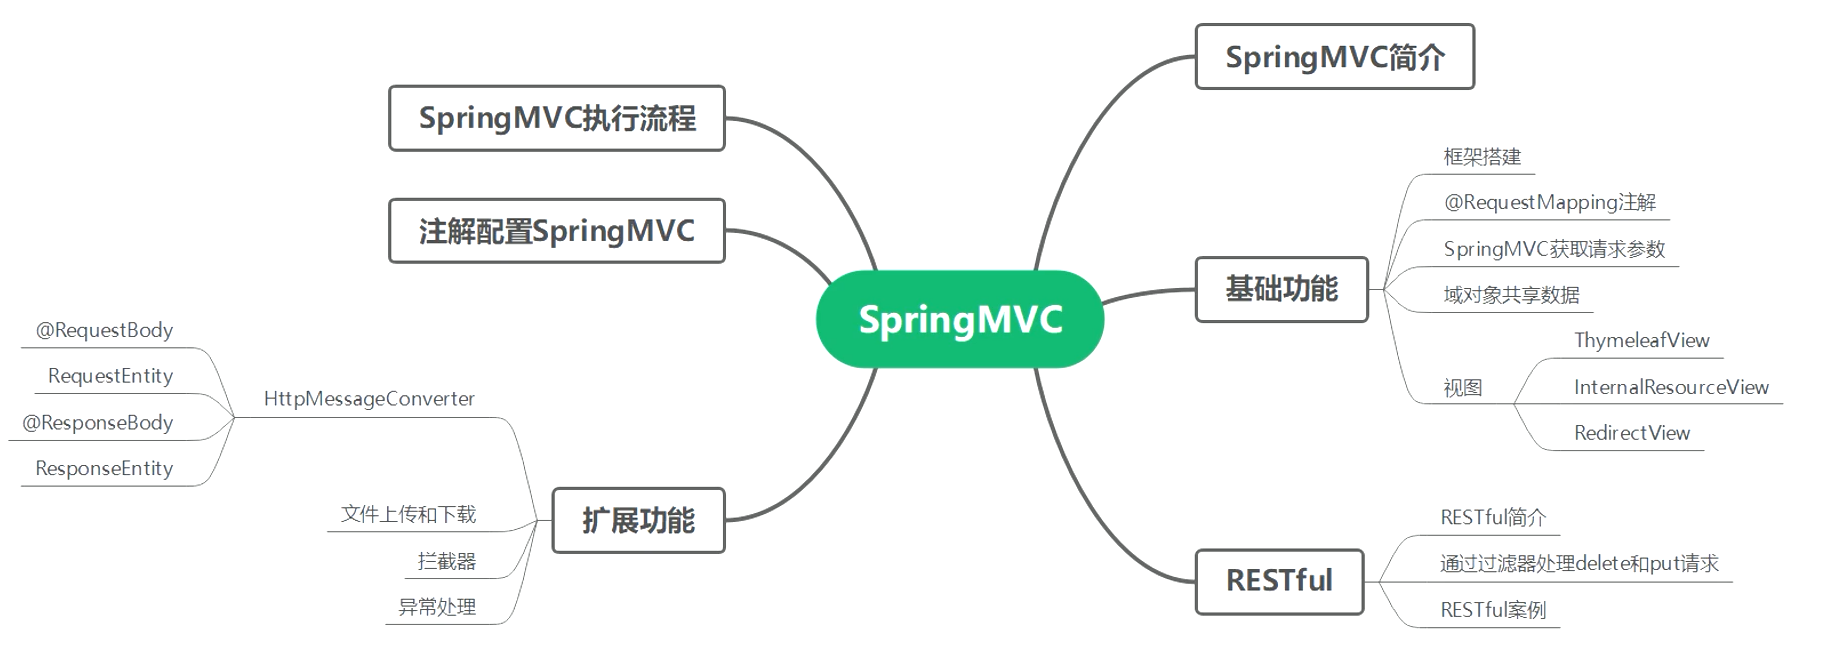 SpringMVC
SpringMVC简介
基础功能
框架搭建
@RequestMapping注解
SpringMVC获取请求参数
域对象共享数据
视图
ThymeleafView
InternalResourceView
RedirectView
RESTful
RESTful简介
通过过滤器处理delete和put请求
RESTful案例
扩展功能
HttpMessageConverter
@RequestBody
RequestEntity
@ResponseBody
ResponseEntity
文件上传和下载
拦截器
异常处理
注解配置SpringMVC
SpringMVC执行流程